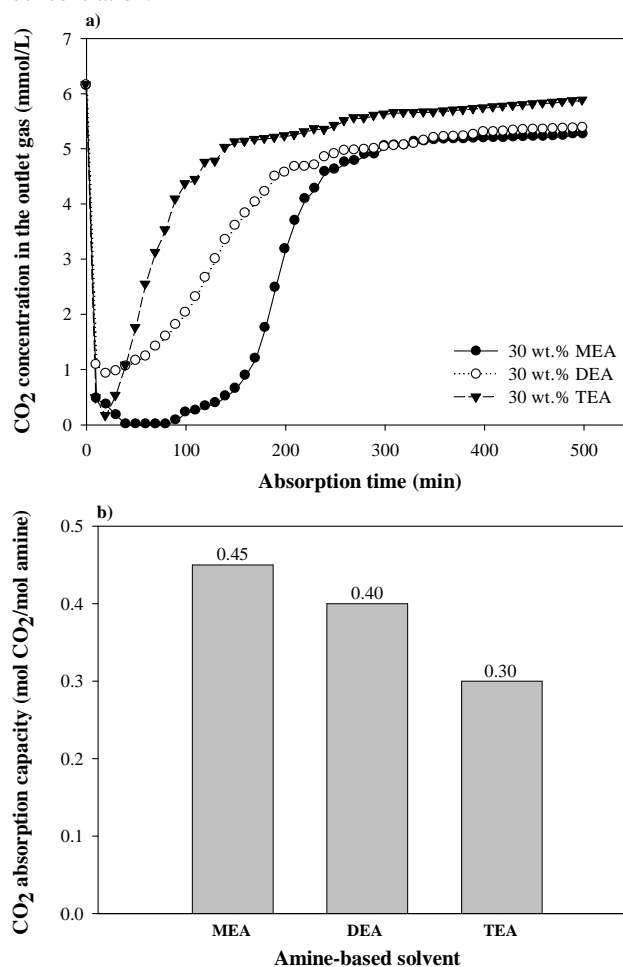 a)
7
6
5
4
3
2
1
0
CO2 concentration in the outlet gas (mmol/L)
30 wt.% MEA
30 wt.% DEA
30 wt.% TEA
0 100 200 300 400 500
Absorption time (min)
b)
0.5
0.4
0.3
0.2
0.1
0.0
CO2 absorption capacity (mol CO2/mol amine)
0.45
0.40
0.30
MEA DEA TEA
Amine-based solvent